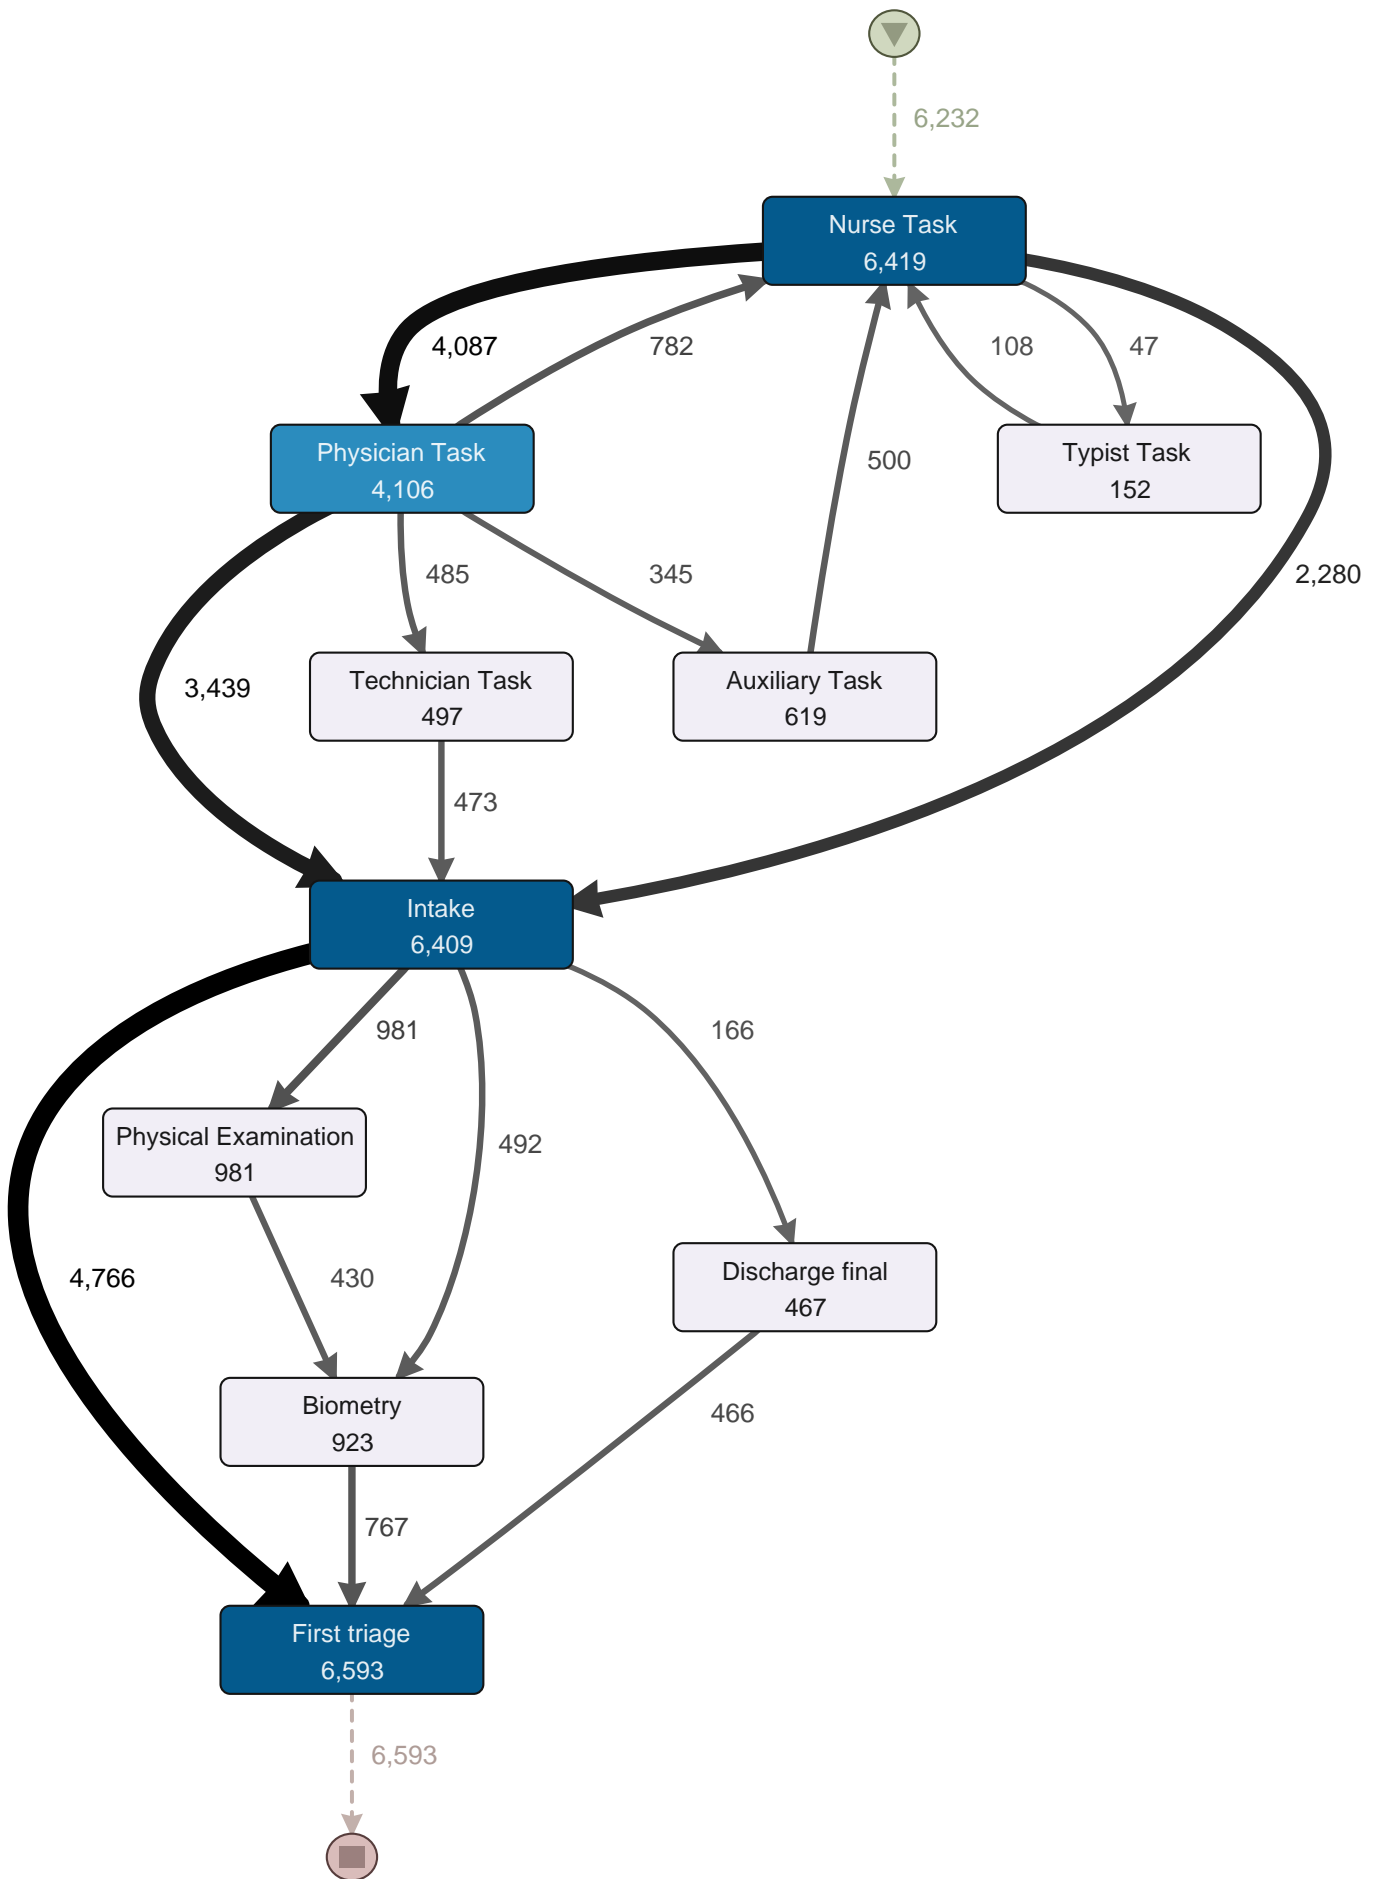 6,232
Nurse Task
6,419
4,087
782
108
47
Physician Task
4,106
Typist Task
152
500
485
345
2,280
Technician Task
497
Auxiliary Task
619
3,439
473
Intake
6,409
981
166
Physical Examination
981
492
4,766
430
Discharge final
467
Biometry
923
466
767
First triage
6,593
6,593